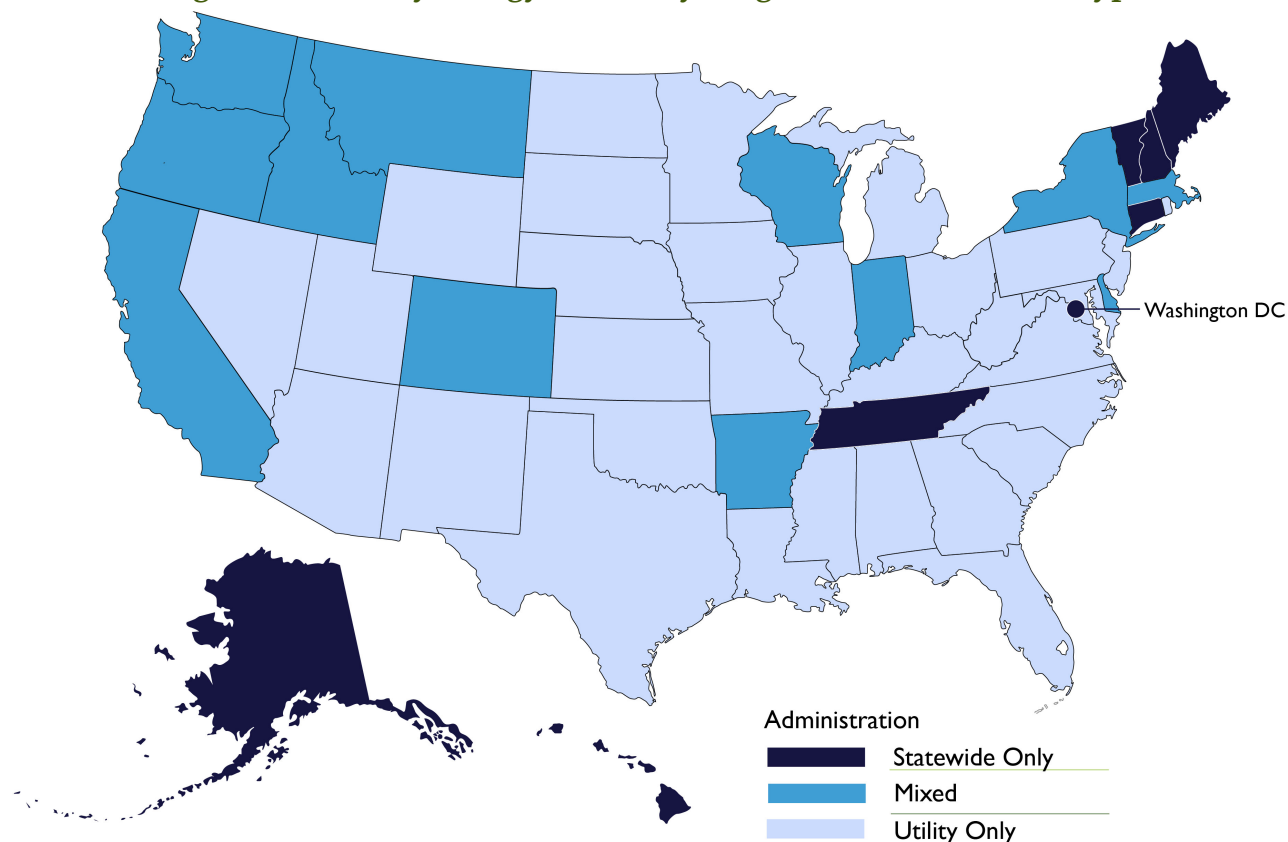 Washington DC
Administration
Statewide Only
Mixed
Utility Only